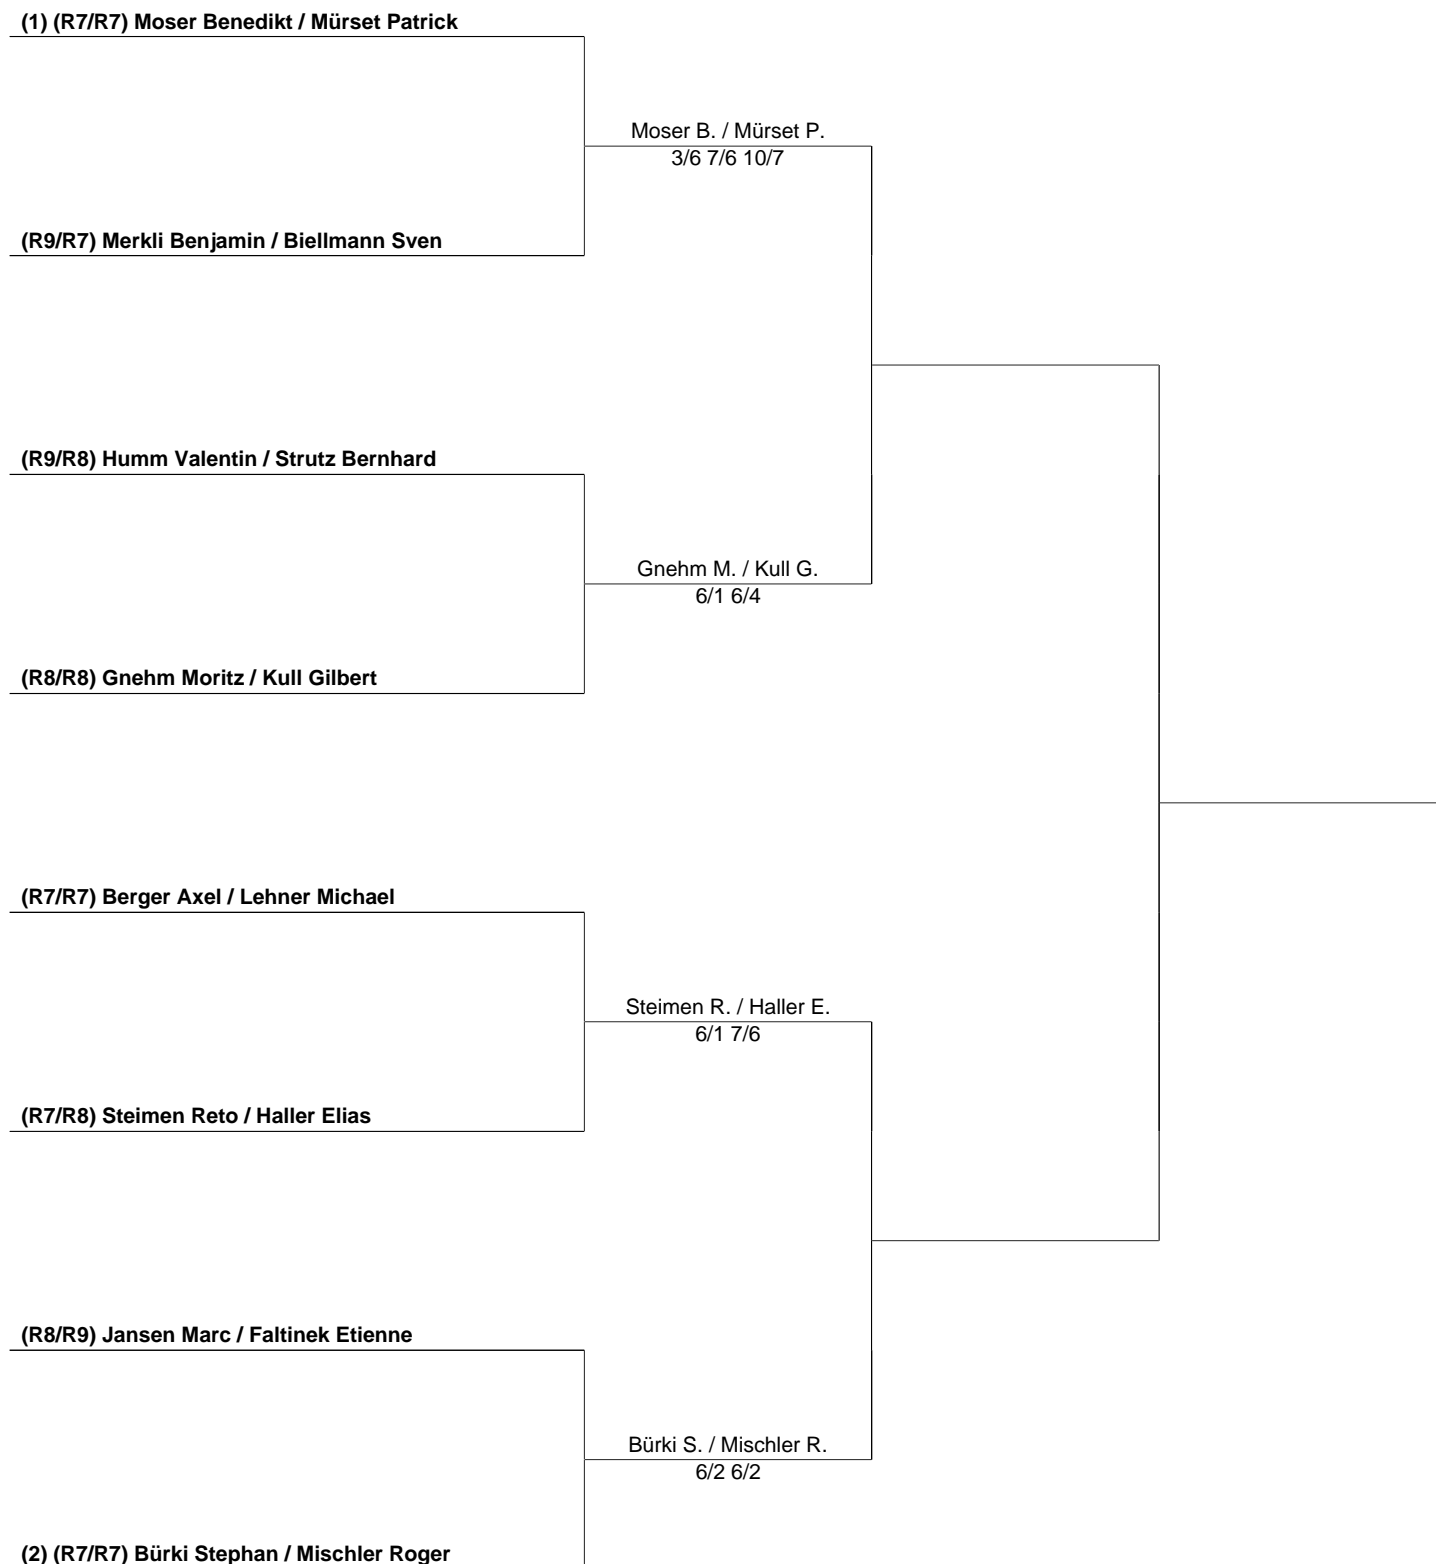 (1) (R7/R7) Moser Benedikt / Mürset Patrick
Moser B. / Mürset P.
3/6 7/6 10/7
(R9/R7) Merkli Benjamin / Biellmann Sven
(R9/R8) Humm Valentin / Strutz Bernhard
Gnehm M. / Kull G.
6/1 6/4
(R8/R8) Gnehm Moritz / Kull Gilbert
(R7/R7) Berger Axel / Lehner Michael
Steimen R. / Haller E.
6/1 7/6
(R7/R8) Steimen Reto / Haller Elias
(R8/R9) Jansen Marc / Faltinek Etienne
Bürki S. / Mischler R.
6/2 6/2
(2) (R7/R7) Bürki Stephan / Mischler Roger